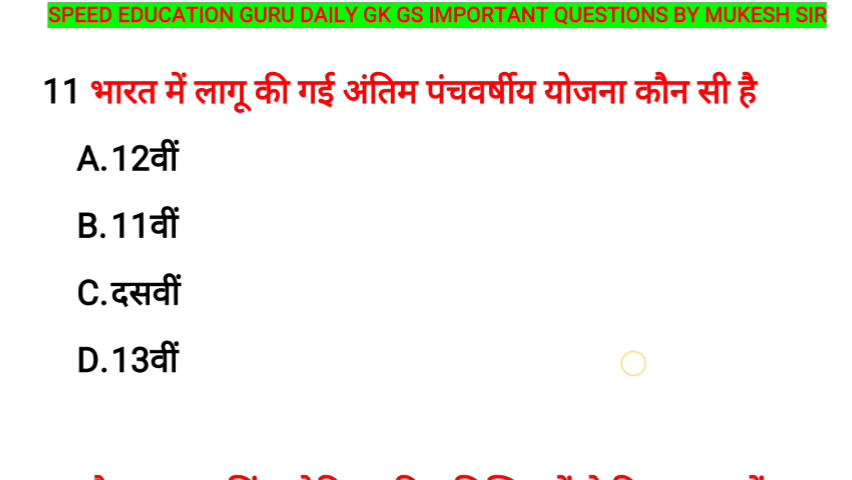 SPEED EDUCATION GURU DAILY GK GS IMPORTANT QUESTIONS BY MUKESH SIR
11 भारत में लागू की गई अंतिम पंचवर्षीय योजना कौन सी है
A.12वीं
B.11वीं
C.दसवीं
D.13वीं